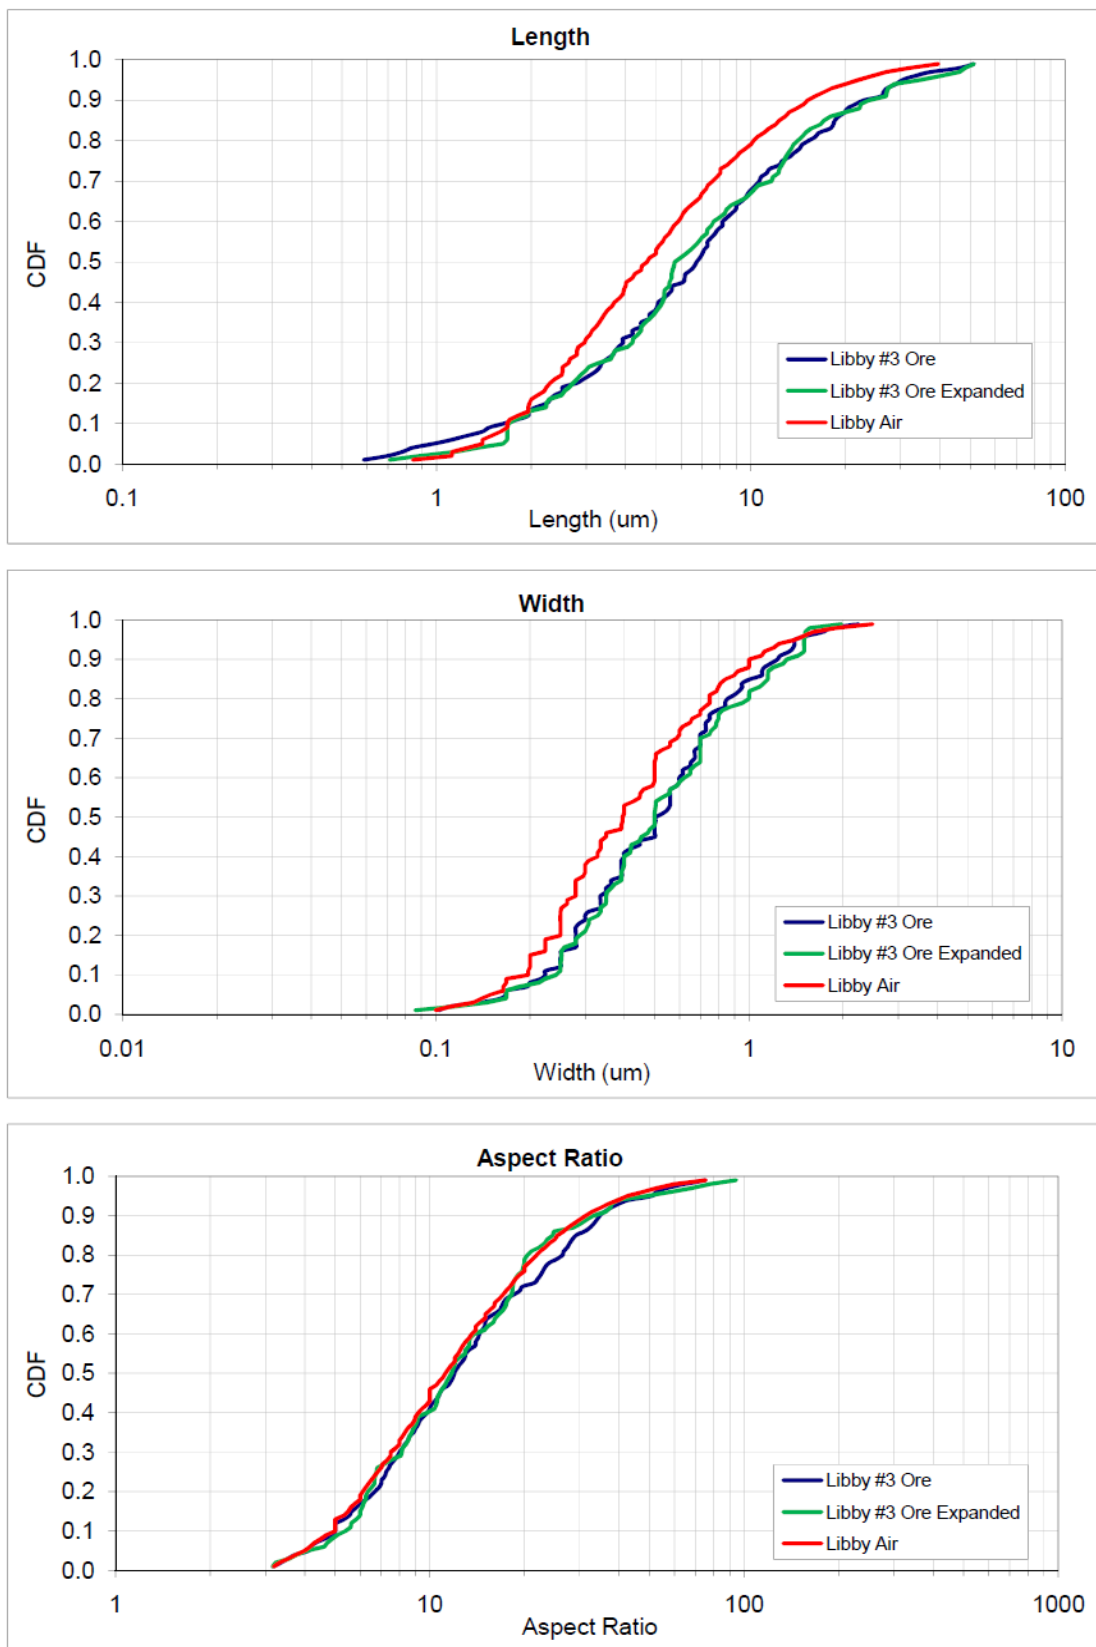 Length
1.0
0.9
0.8
0.7
0.6
0.5
0.4
0.3
0.2
0.1
0.0
CDF
Libby #3 Ore
Libby #3 Ore Expanded
Libby Air
0.1 1 10 100
Length (um)
Width
1.0
0.9
0.8
0.7
0.6
0.5
0.4
0.3
0.2
0.1
0.0
CDF
Libby #3 Ore
Libby #3 Ore Expanded
Libby Air
0.01 0.1 1 10
Width (um)
Aspect Ratio
1.0
0.9
0.8
0.7
0.6
0.5
0.4
0.3
0.2
0.1
0.0
CDF
Libby #3 Ore
Libby #3 Ore Expanded
Libby Air
1 10 100 1000
Aspect Ratio